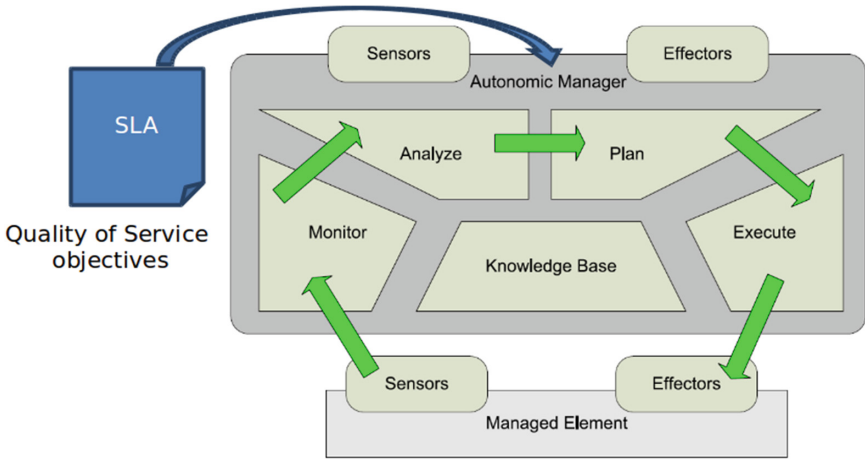 Sensors
Effectors
Autonomic Manager
SLA
Analyze
Plan
Quality of Service
objectives
Monitor
Execute
Knowledge Base
Sensors
Effectors
Managed Element